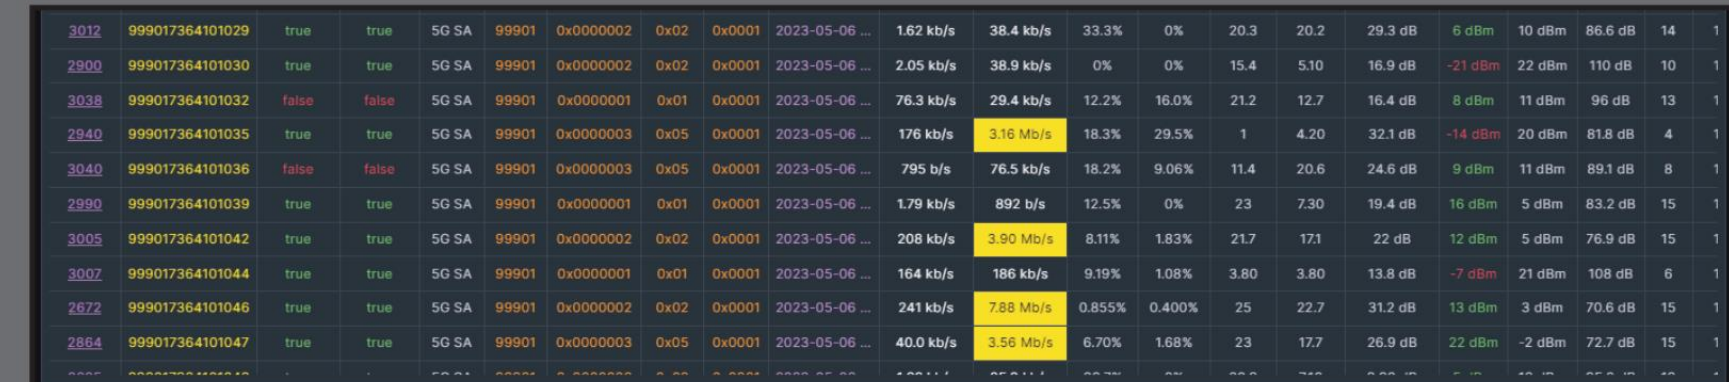 3012 999017364101029 true true 5G SA 99901 0x0000002 0x02 0x0001 2023-05-06 ... 1.62 kb/s 38.4 kb/s 33.3% 0% 20.3 20.2 29.3 dB 6 dBm 10 dBm 86.6 dB 14 1
2900 999017364101030 true true 5G SA 99901 0x0000002 0x02 0x0001 2023-05-06 ... 2.05 kb/s 38.9 kb/s 0% 0% 15.4 5.10 16.9 dB -21 dBm 22 dBm 110 dB 10 1
3038 999017364101032 false false 5G SA 99901 0x0000001 0x01 0x0001 2023-05-06 ... 76.3 kb/s 29.4 kb/s 12.2% 16.0% 21.2 12.7 16.4 dB 8 dBm 11 dBm 96 dB 13 1
2940 999017364101035 true true 5G SA 99901 0x0000003 0x05 0x0001 2023-05-06 ... 176 kb/s 3.16 Mb/s 18.3% 29.5% 1 4.20 32.1 dB -14 dBm 20 dBm 81.8 dB 4 1
3040 999017364101036 false false 5G SA 99901 0x0000003 0x05 0x0001 2023-05-06 ... 795 b/s 76.5 kb/s 18.2% 9.06% 11.4 20.6 24.6 dB 9 dBm 11 dBm 89.1 dB 8 1
2990 999017364101039 true true 5G SA 99901 0x0000001 0x01 0x0001 2023-05-06 ... 1.79 kb/s 892 b/s 12.5% 0% 23 7.30 19.4 dB 16 dBm 5 dBm 83.2 dB 15 1
3005 999017364101042 true true 5G SA 99901 0x0000002 0x02 0x0001 2023-05-06 ... 208 kb/s 3.90 Mb/s 8.11% 1.83% 21.7 17.1 22 dB 12 dBm 5 dBm 76.9 dB 15 1
3007 999017364101044 true true 5G SA 99901 0x0000001 0x01 0x0001 2023-05-06 ... 164 kb/s 186 kb/s 9.19% 1.08% 3.80 3.80 13.8 dB -7 dBm 21 dBm 108 dB 6 1
2672 999017364101046 true true 5G SA 99901 0x0000002 0x02 0x0001 2023-05-06 ... 241 kb/s 7.88 Mb/s 0.855% 0.400% 25 22.7 31.2 dB 13 dBm 3 dBm 70.6 dB 15 1
2864 999017364101047 true true 5G SA 99901 0x0000003 0x05 0x0001 2023-05-06 ... 40.0 kb/s 3.56 Mb/s 6.70% 1.68% 23 17.7 26.9 dB 22 dBm -2 dBm 72.7 dB 15 1